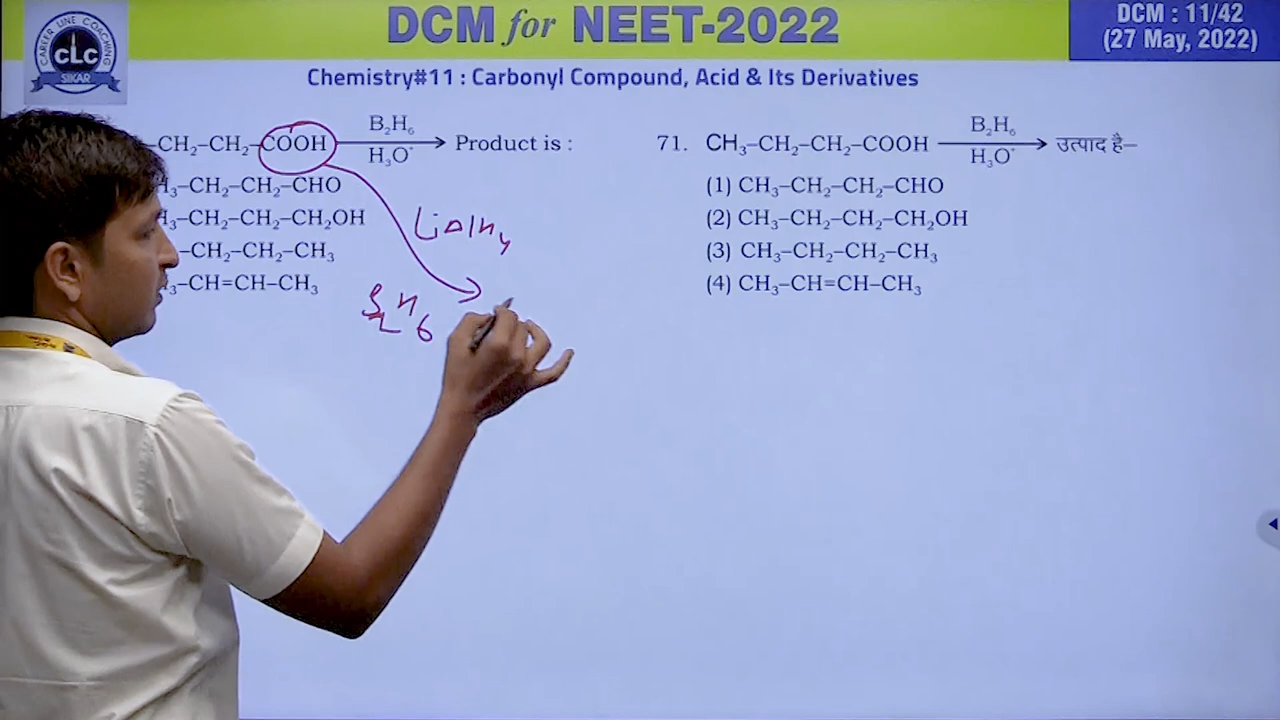 DCM for NEET-2022
DCM : 11/42
(27 May, 2022)
CAREER LINE COACHING
CLC
SIKAR
Chemistry#11 : Carbonyl Compound, Acid & Its Derivatives
–CH₂–CH₂–COOH B₂H₆ / H₃O⁺ → Product is :
₃–CH₂–CH₂–CHO
₃–CH₂–CH₂–CH₂OH
–CH₂–CH₂–CH₃
₃–CH=CH–CH₃
LiAlH₄
B₂H₆
71. CH₃–CH₂–CH₂–COOH B₂H₆ / H₃O⁺ → उत्पाद है–
(1) CH₃–CH₂–CH₂–CHO
(2) CH₃–CH₂–CH₂–CH₂OH
(3) CH₃–CH₂–CH₂–CH₃
(4) CH₃–CH=CH–CH₃